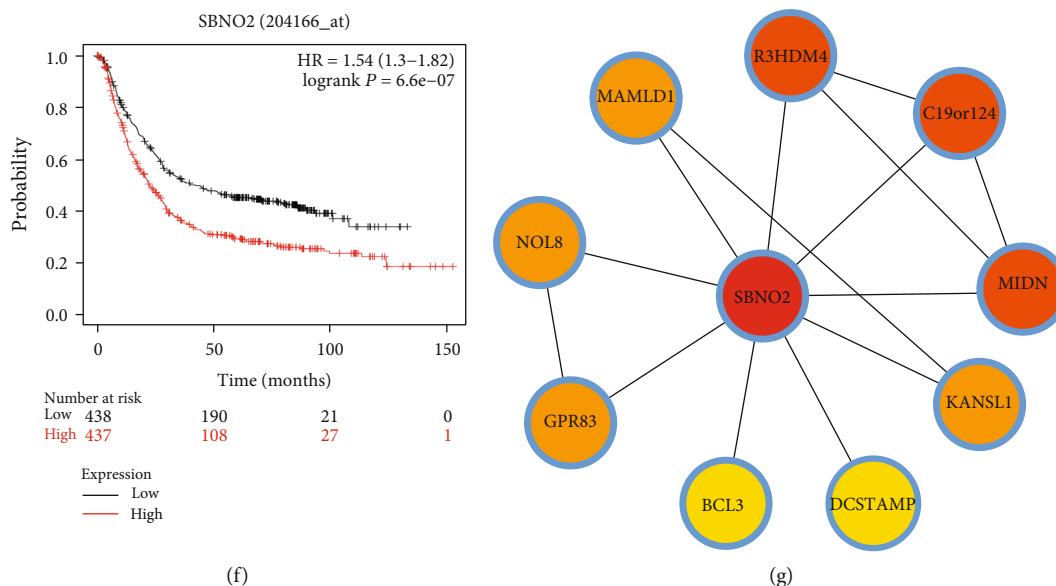 SBNO2 (204166_at)
HR = 1.54 (1.3–1.82)
logrank P = 6.6e–07
Probability
1.0
0.8
0.6
0.4
0.2
0.0
0 50 100 150
Time (months)
Number at risk
Low 438 190 21 0
High 437 108 27 1
Expression
Low
High
(f)
R3HDM4
MAMLD1
C19or124
NOL8
SBNO2
MIDN
KANSL1
GPR83
BCL3
DCSTAMP
(g)